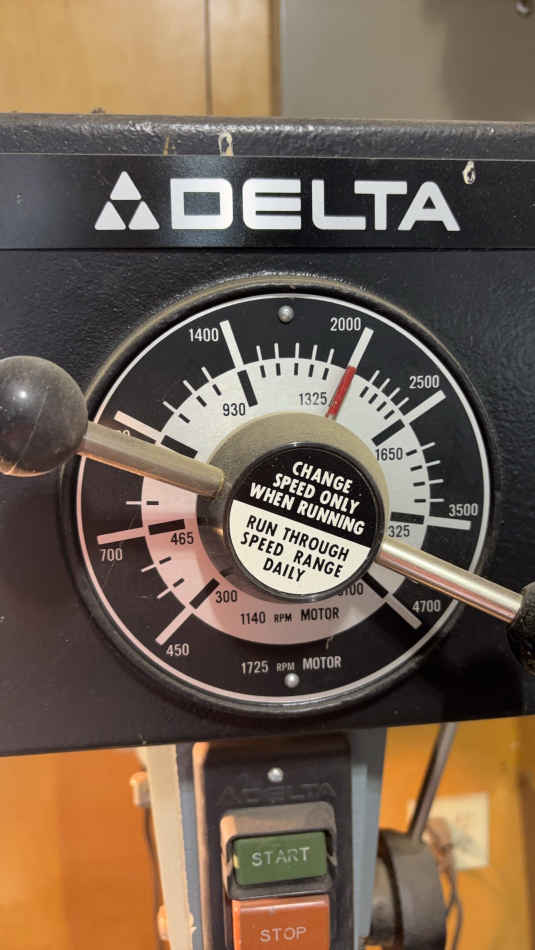 DELTA
2000
1400
2500
1325
930
1650
CHANGE
SPEED ONLY
WHEN RUNNING
RUN THROUGH
SPEED RANGE
DAILY
3500
465
700
300
4700
1140 RPM MOTOR
450
1725 RPM MOTOR
DELTA
START
STOP